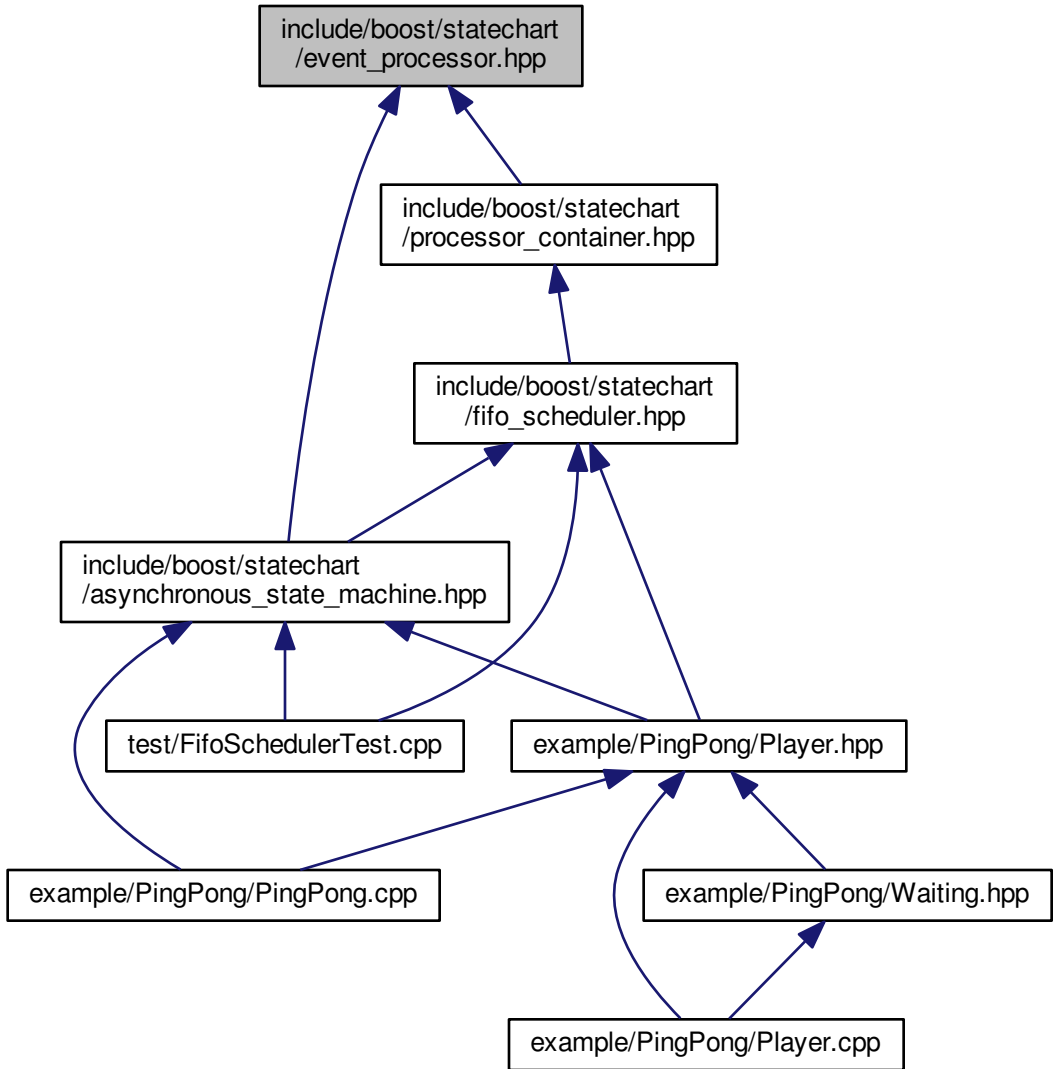 include/boost/statechart
/event_processor.hpp
include/boost/statechart
/processor_container.hpp
include/boost/statechart
/fifo_scheduler.hpp
include/boost/statechart
/asynchronous_state_machine.hpp
test/FifoSchedulerTest.cpp
example/PingPong/Player.hpp
example/PingPong/PingPong.cpp
example/PingPong/Waiting.hpp
example/PingPong/Player.cpp